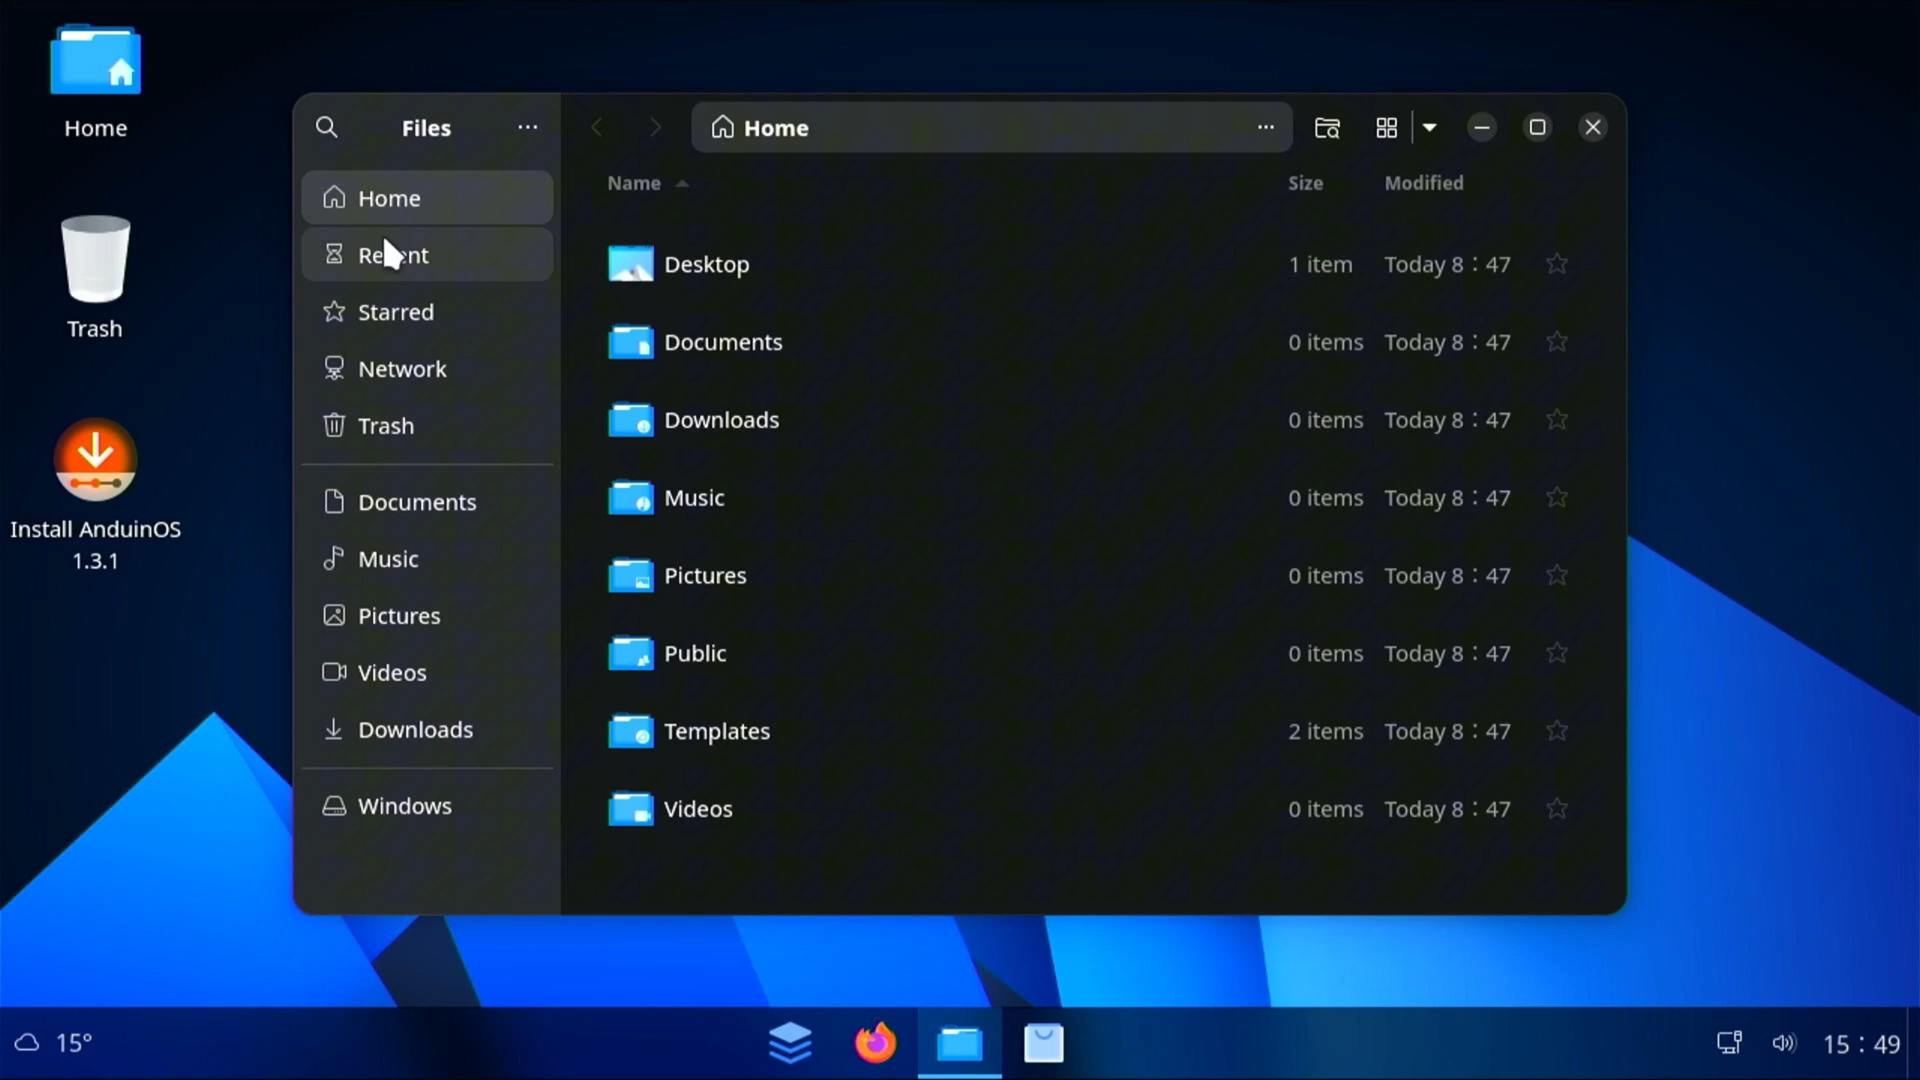 Home
Trash
Install AnduinOS
1.3.1
Files
Home
Recent
Starred
Network
Trash
Documents
Music
Pictures
Videos
Downloads
Windows
Home
Name Size Modified
Desktop 1 item Today 8∶47
Documents 0 items Today 8∶47
Downloads 0 items Today 8∶47
Music 0 items Today 8∶47
Pictures 0 items Today 8∶47
Public 0 items Today 8∶47
Templates 2 items Today 8∶47
Videos 0 items Today 8∶47
15°
15∶49